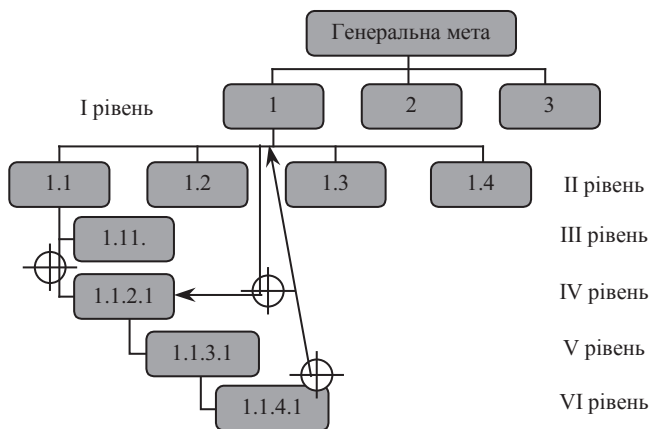 Генеральна мета
І рівень
1
2
3
1.1
1.2
1.3
1.4
ІІ рівень
1.11.
ІІІ рівень
1.1.2.1
IV рівень
1.1.3.1
V рівень
1.1.4.1
VI рівень